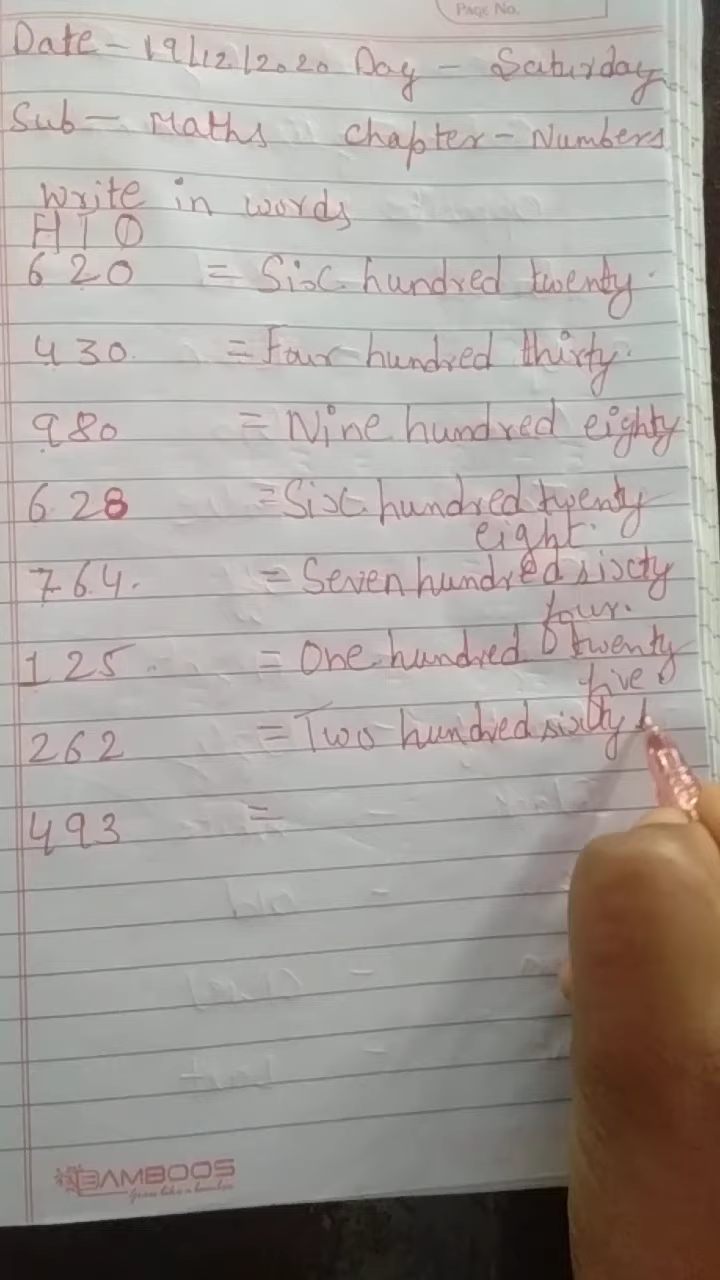 PAGE No.
Date - 19/12/2020 Day - Saturday
Sub - Maths Chapter - Numbers
Write in words
H T O
620 = Six hundred twenty.
430 = Four hundred thirty.
980 = Nine hundred eighty
628 = Six hundred twenty
eight.
764. = Seven hundred sixty
four.
125. = One hundred twenty
five
262 = Two hundred sixty
493 =
BAMBOOS